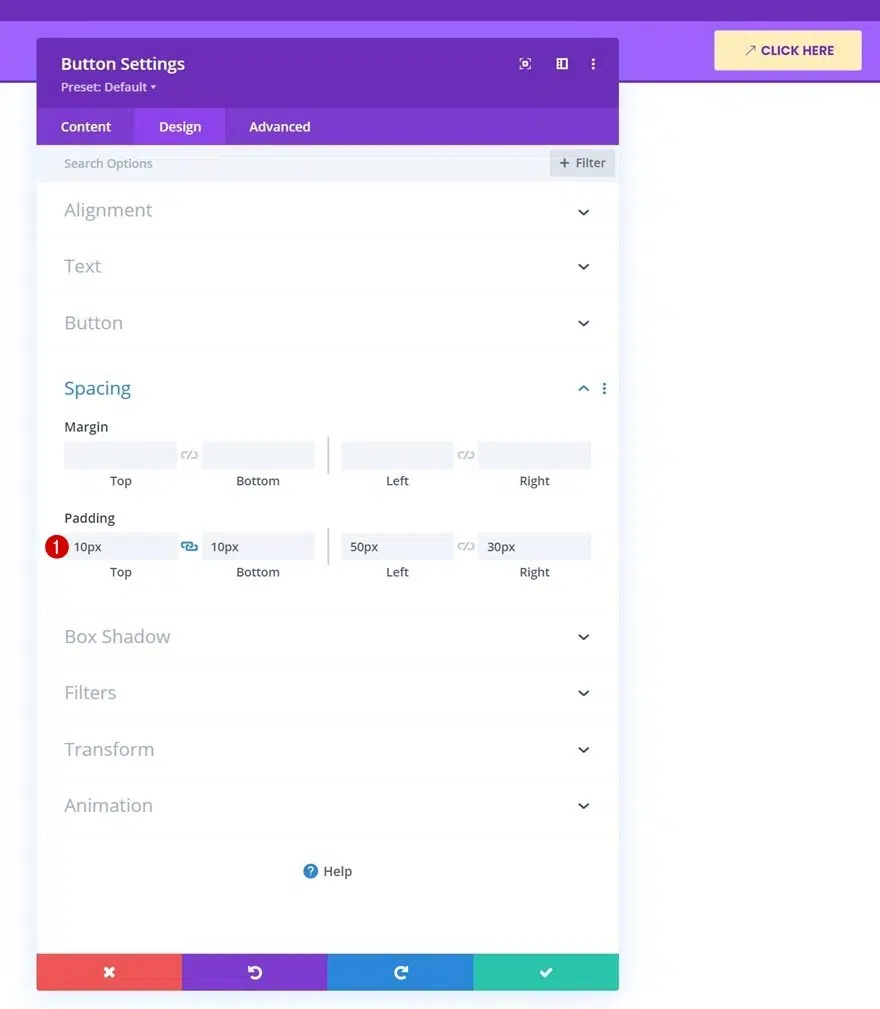 CLICK HERE
Button Settings
Preset: Default
Content Design Advanced
Search Options + Filter
Alignment
Text
Button
Spacing
Margin
Top Bottom Left Right
Padding
1 10px 10px 50px 30px
Top Bottom Left Right
Box Shadow
Filters
Transform
Animation
? Help